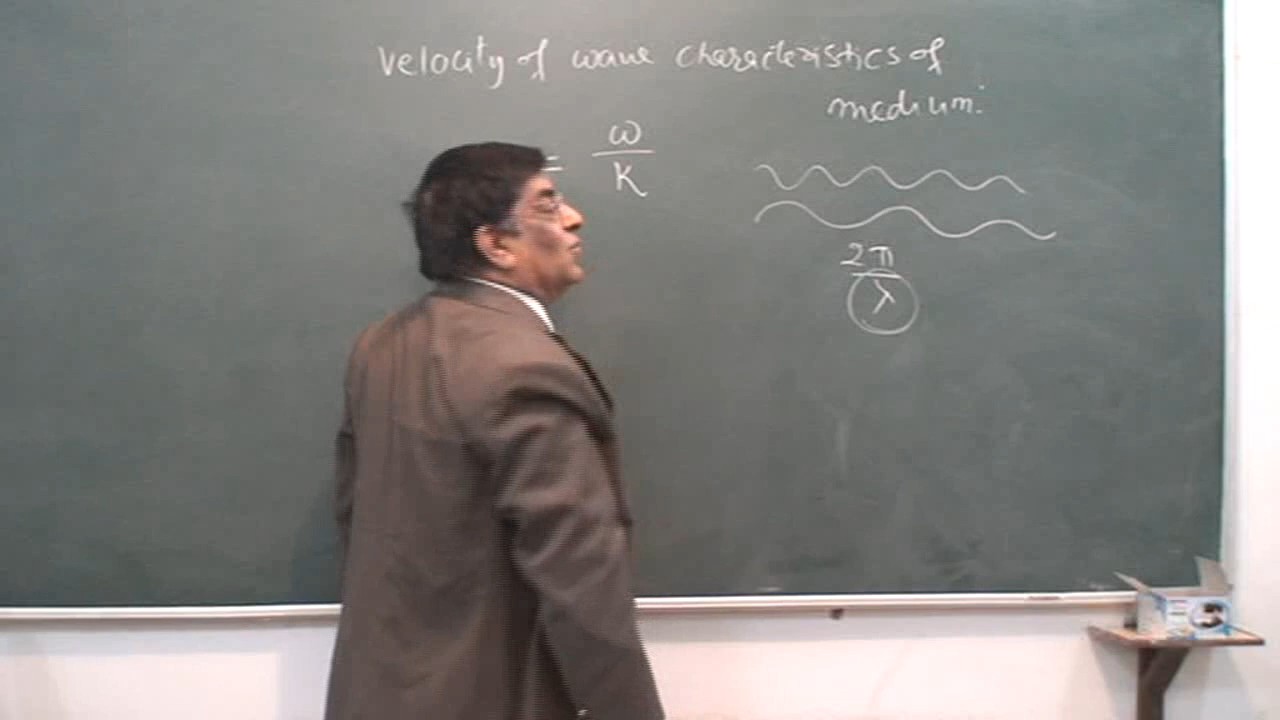 velocity of wave characteristics of
medium:
= ω
K
2π
λ